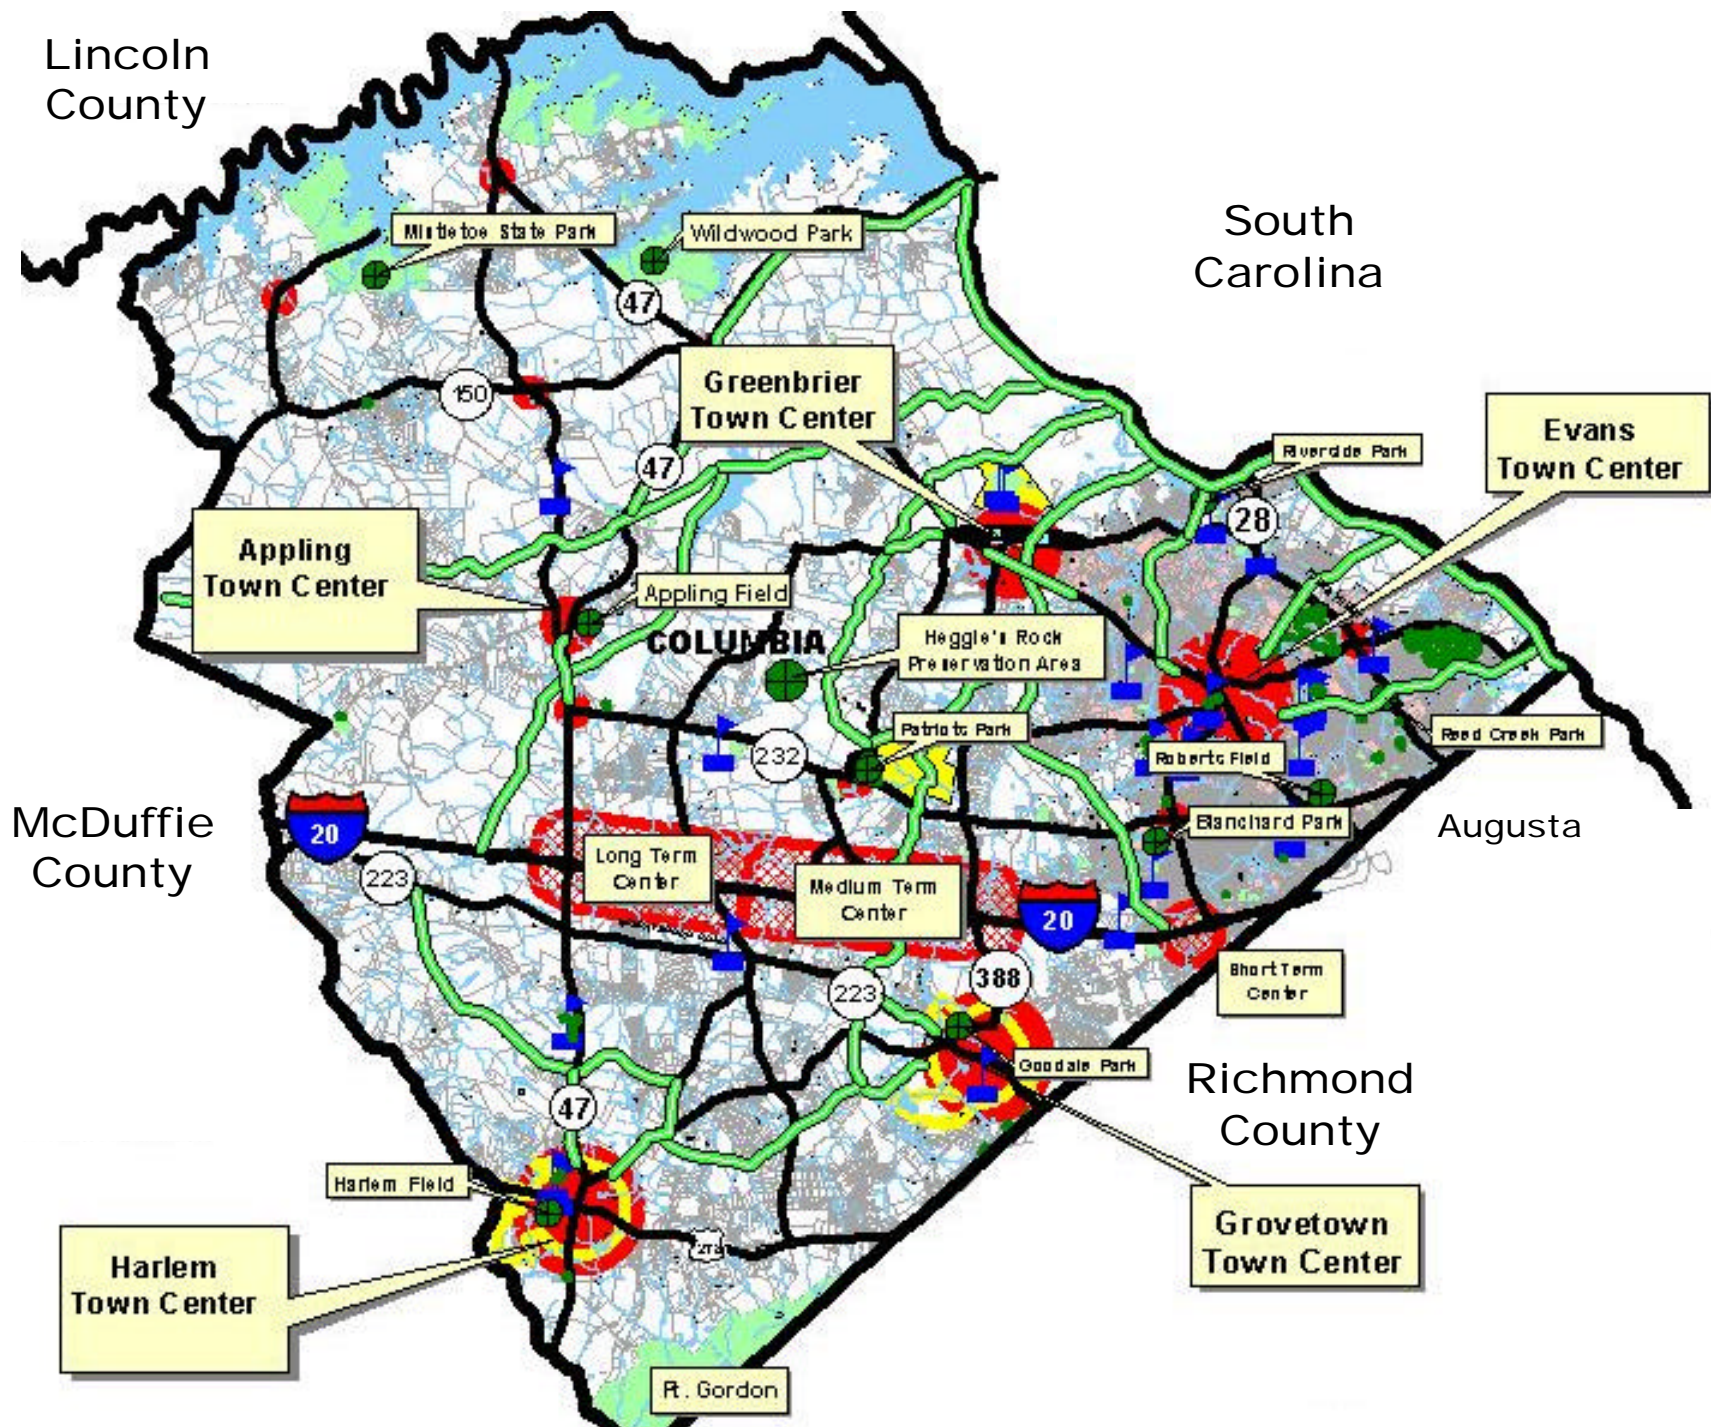 Lincoln
County
South
Carolina
Mistletoe State Park
Wildwood Park
47
150
Greenbrier
Town Center
Evans
Town Center
Riverside Park
47
28
Appling
Town Center
Appling Field
COLUMBIA
Heggie's Rock
Preservation Area
Patriots Park
Reed Creek Park
232
Roberts Field
McDuffie
County
20
Blanchard Park
Augusta
Long Term
Center
223
Medium Term
Center
20
Short Term
Center
388
223
Goodale Park
Richmond
County
47
Harlem Field
Grovetown
Town Center
Harlem
Town Center
Ft. Gordon